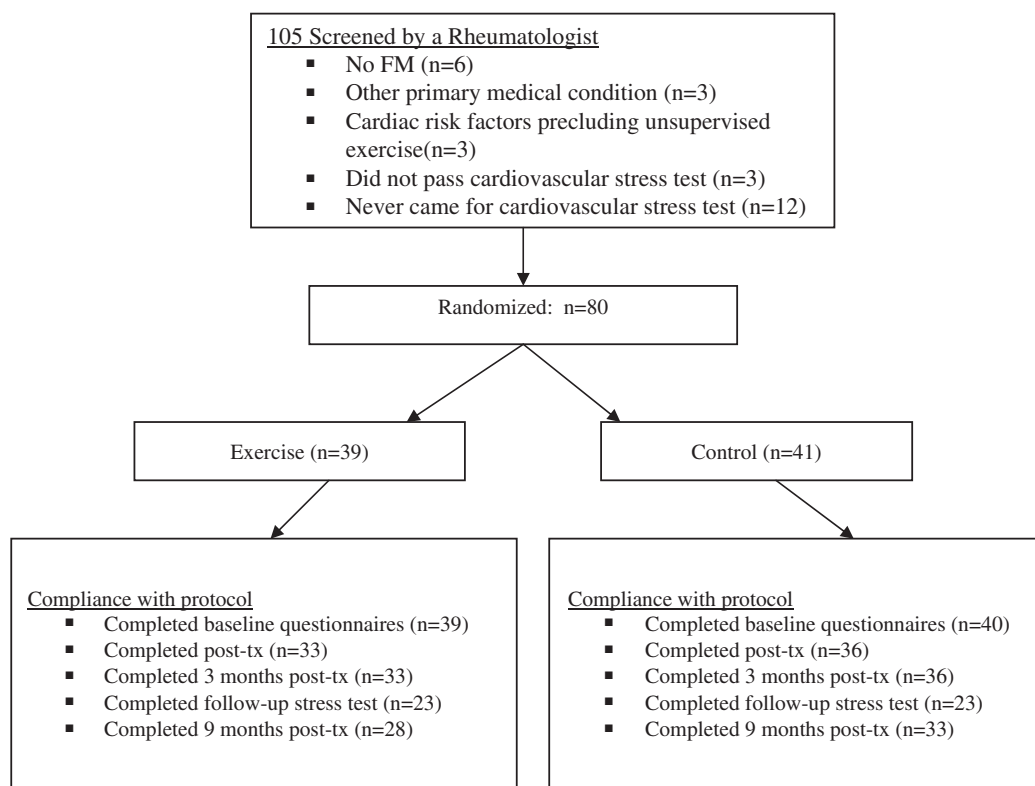 105 Screened by a Rheumatologist
▪ No FM (n=6)
▪ Other primary medical condition (n=3)
▪ Cardiac risk factors precluding unsupervised
exercise(n=3)
▪ Did not pass cardiovascular stress test (n=3)
▪ Never came for cardiovascular stress test (n=12)
Randomized: n=80
Exercise (n=39)
Control (n=41)
Compliance with protocol
▪ Completed baseline questionnaires (n=39)
▪ Completed post-tx (n=33)
▪ Completed 3 months post-tx (n=33)
▪ Completed follow-up stress test (n=23)
▪ Completed 9 months post-tx (n=28)
Compliance with protocol
▪ Completed baseline questionnaires (n=40)
▪ Completed post-tx (n=36)
▪ Completed 3 months post-tx (n=36)
▪ Completed follow-up stress test (n=23)
▪ Completed 9 months post-tx (n=33)